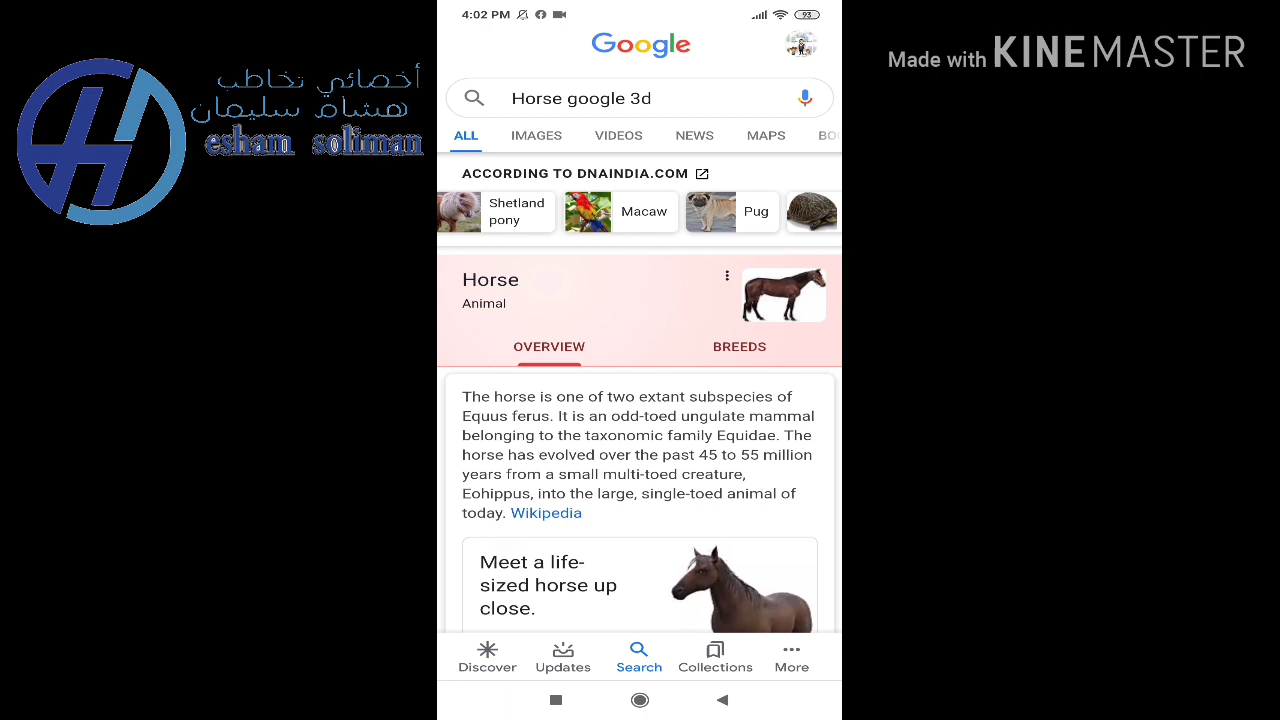 أخصائي تخاطب
هشام سليمان
esham soliman
4:02 PM
93
Google
Made with KINEMASTER
Horse google 3d
ALL IMAGES VIDEOS NEWS MAPS BO
ACCORDING TO DNAINDIA.COM
Shetland
pony
Macaw
Pug
Horse
Animal
OVERVIEW BREEDS
The horse is one of two extant subspecies of
Equus ferus. It is an odd-toed ungulate mammal
belonging to the taxonomic family Equidae. The
horse has evolved over the past 45 to 55 million
years from a small multi-toed creature,
Eohippus, into the large, single-toed animal of
today. Wikipedia
Meet a life-
sized horse up
close.
Discover Updates Search Collections More